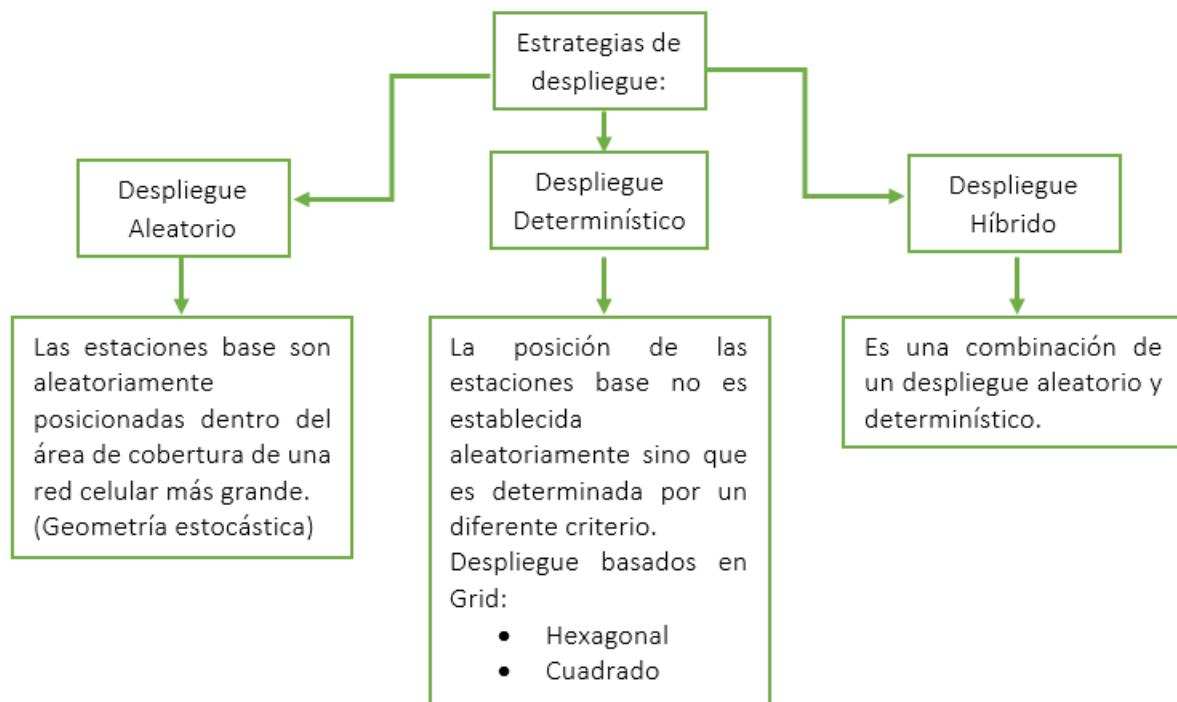 Estrategias de
despliegue:
Despliegue
Aleatorio
Despliegue
Determinístico
Despliegue
Híbrido
Las estaciones base son
aleatoriamente
posicionadas dentro del
área de cobertura de una
red celular más grande.
(Geometría estocástica)
La posición de las
estaciones base no es
establecida
aleatoriamente sino que
es determinada por un
diferente criterio.
Despliegue basados en
Grid:
• Hexagonal
• Cuadrado
Es una combinación de
un despliegue aleatorio y
determinístico.